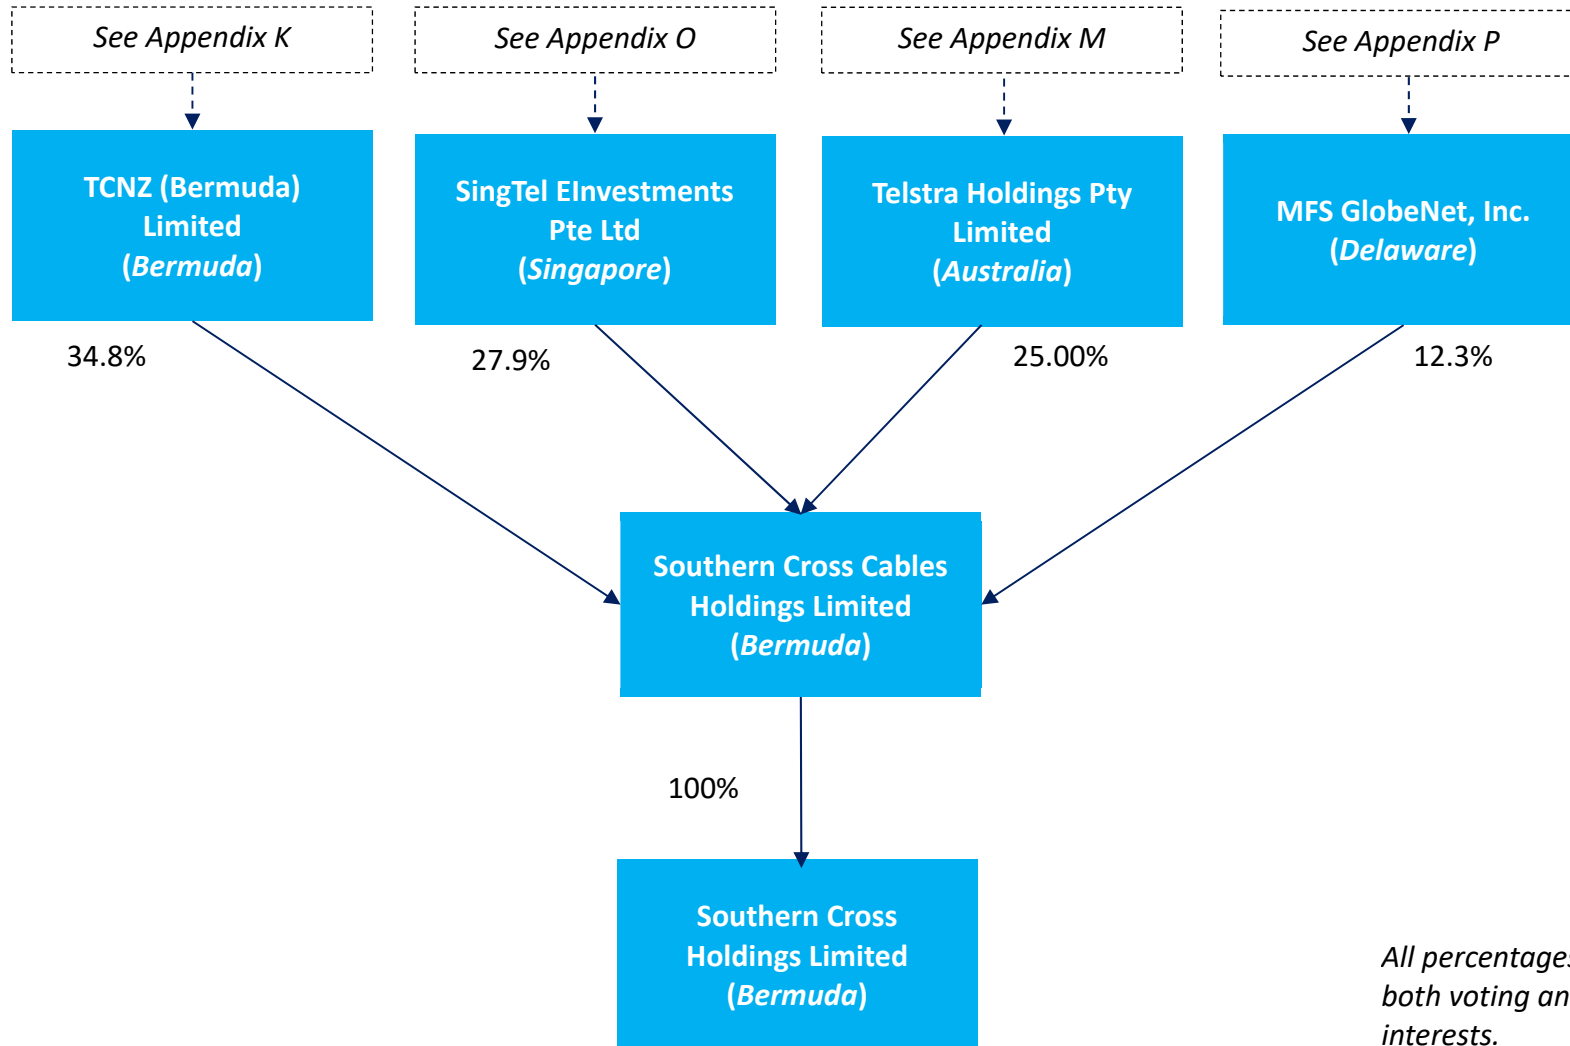 See Appendix K
See Appendix O
See Appendix M
See Appendix P
TCNZ (Bermuda)
Limited
(Bermuda)
SingTel EInvestments
Pte Ltd
(Singapore)
Telstra Holdings Pty
Limited
(Australia)
MFS GlobeNet, Inc.
(Delaware)
34.8%
27.9%
25.00%
12.3%
Southern Cross Cables
Holdings Limited
(Bermuda)
100%
Southern Cross
Holdings Limited
(Bermuda)
All percentages
both voting an
interests.